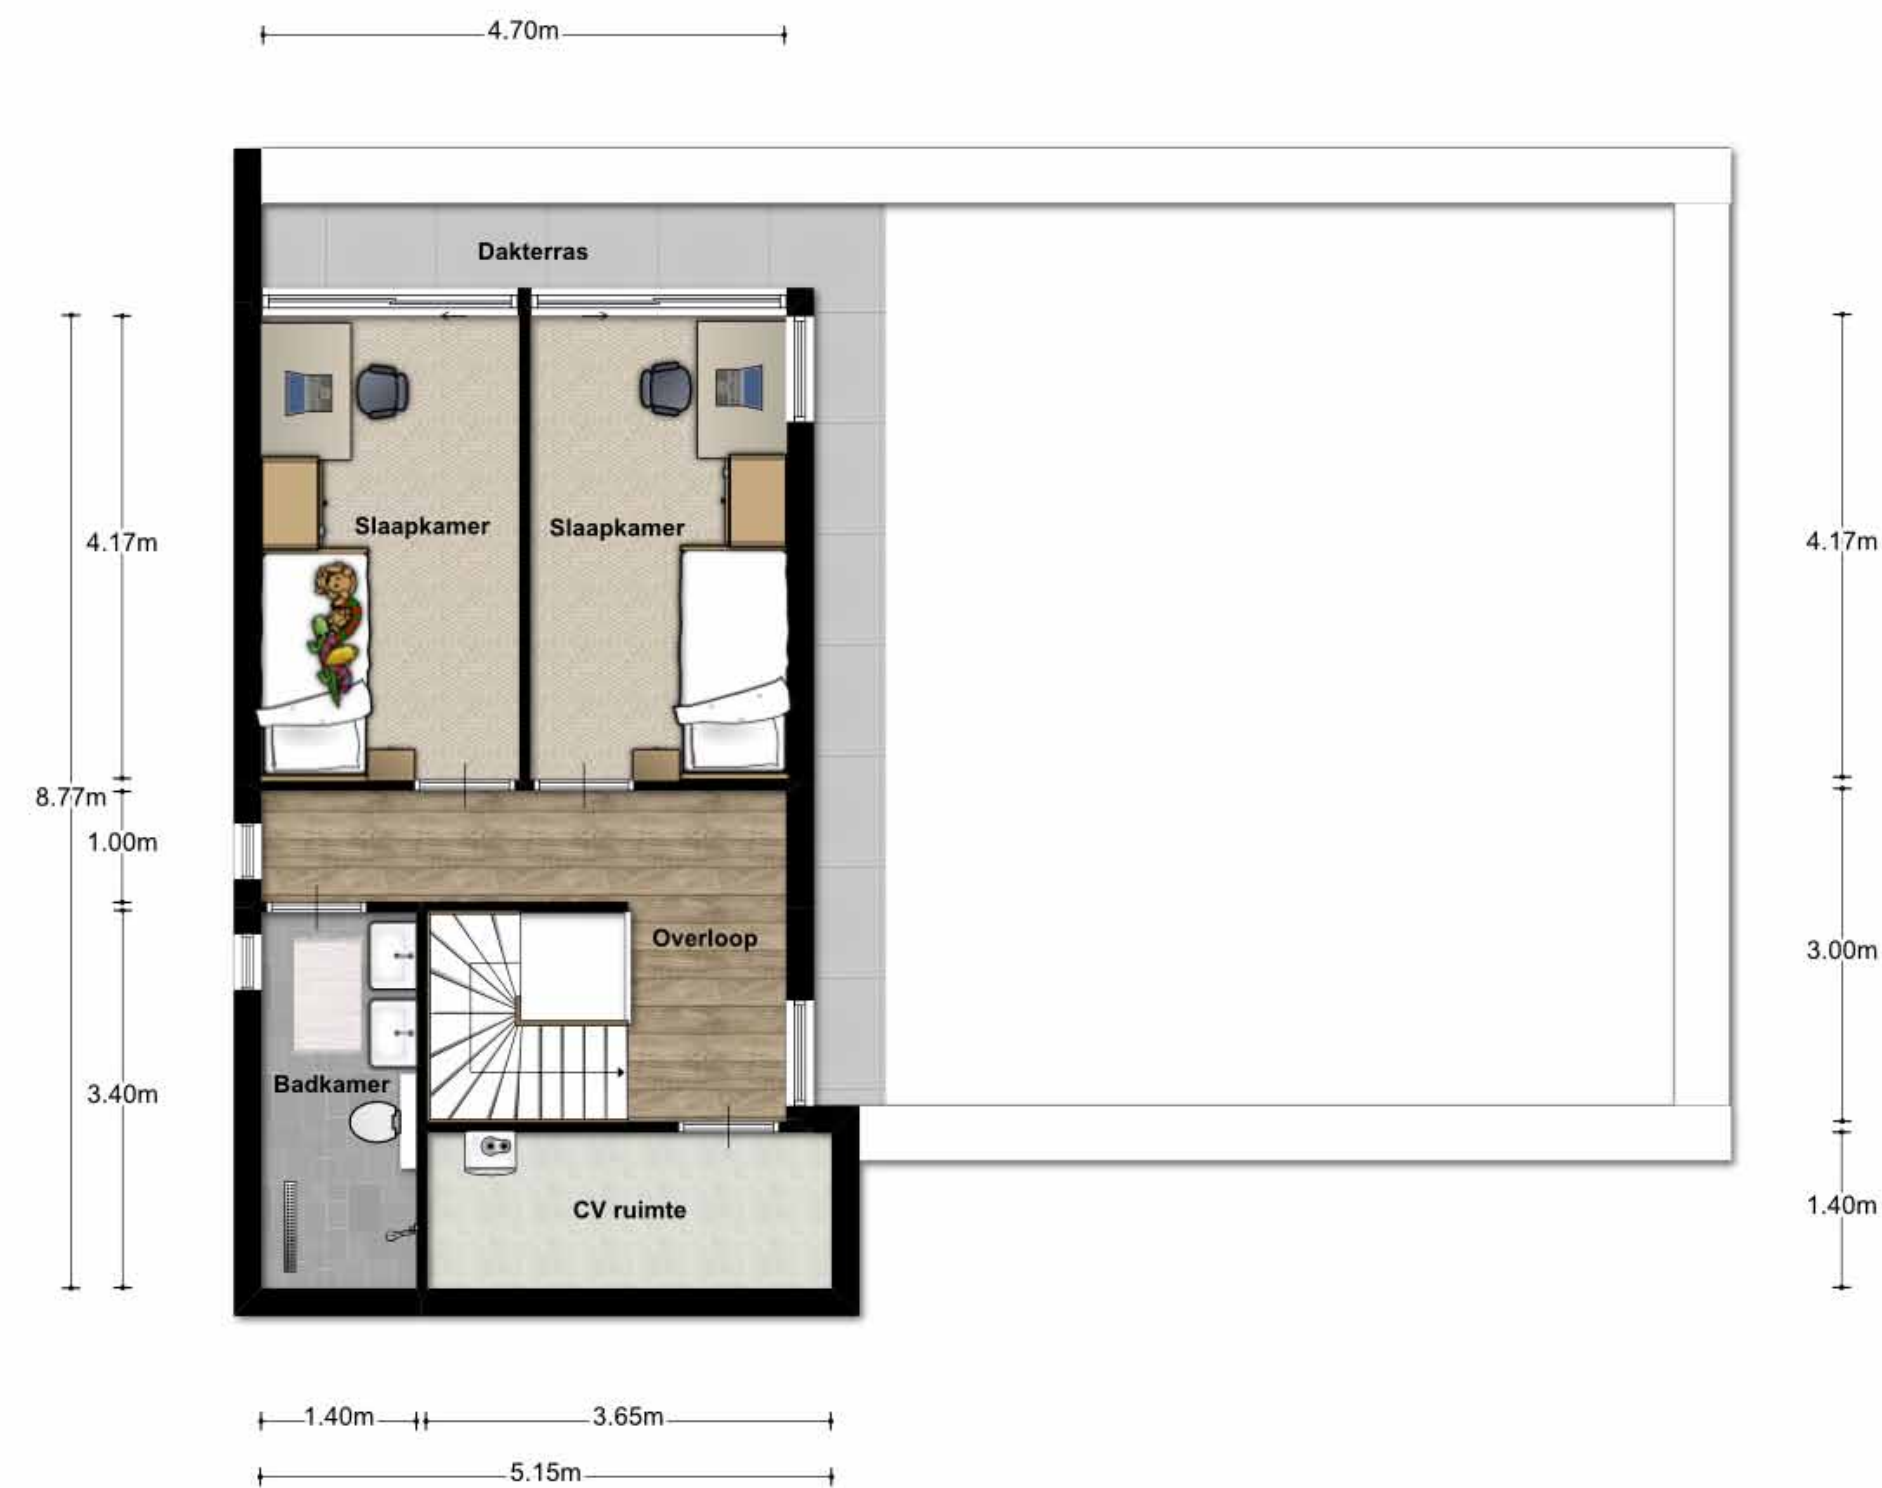 4.70m
Dakterras
Slaapkamer
Slaapkamer
4.17m
4.17m
8.77m
1.00m
Overloop
3.00m
Badkamer
3.40m
CV ruimte
1.40m
1.40m
3.65m
5.15m